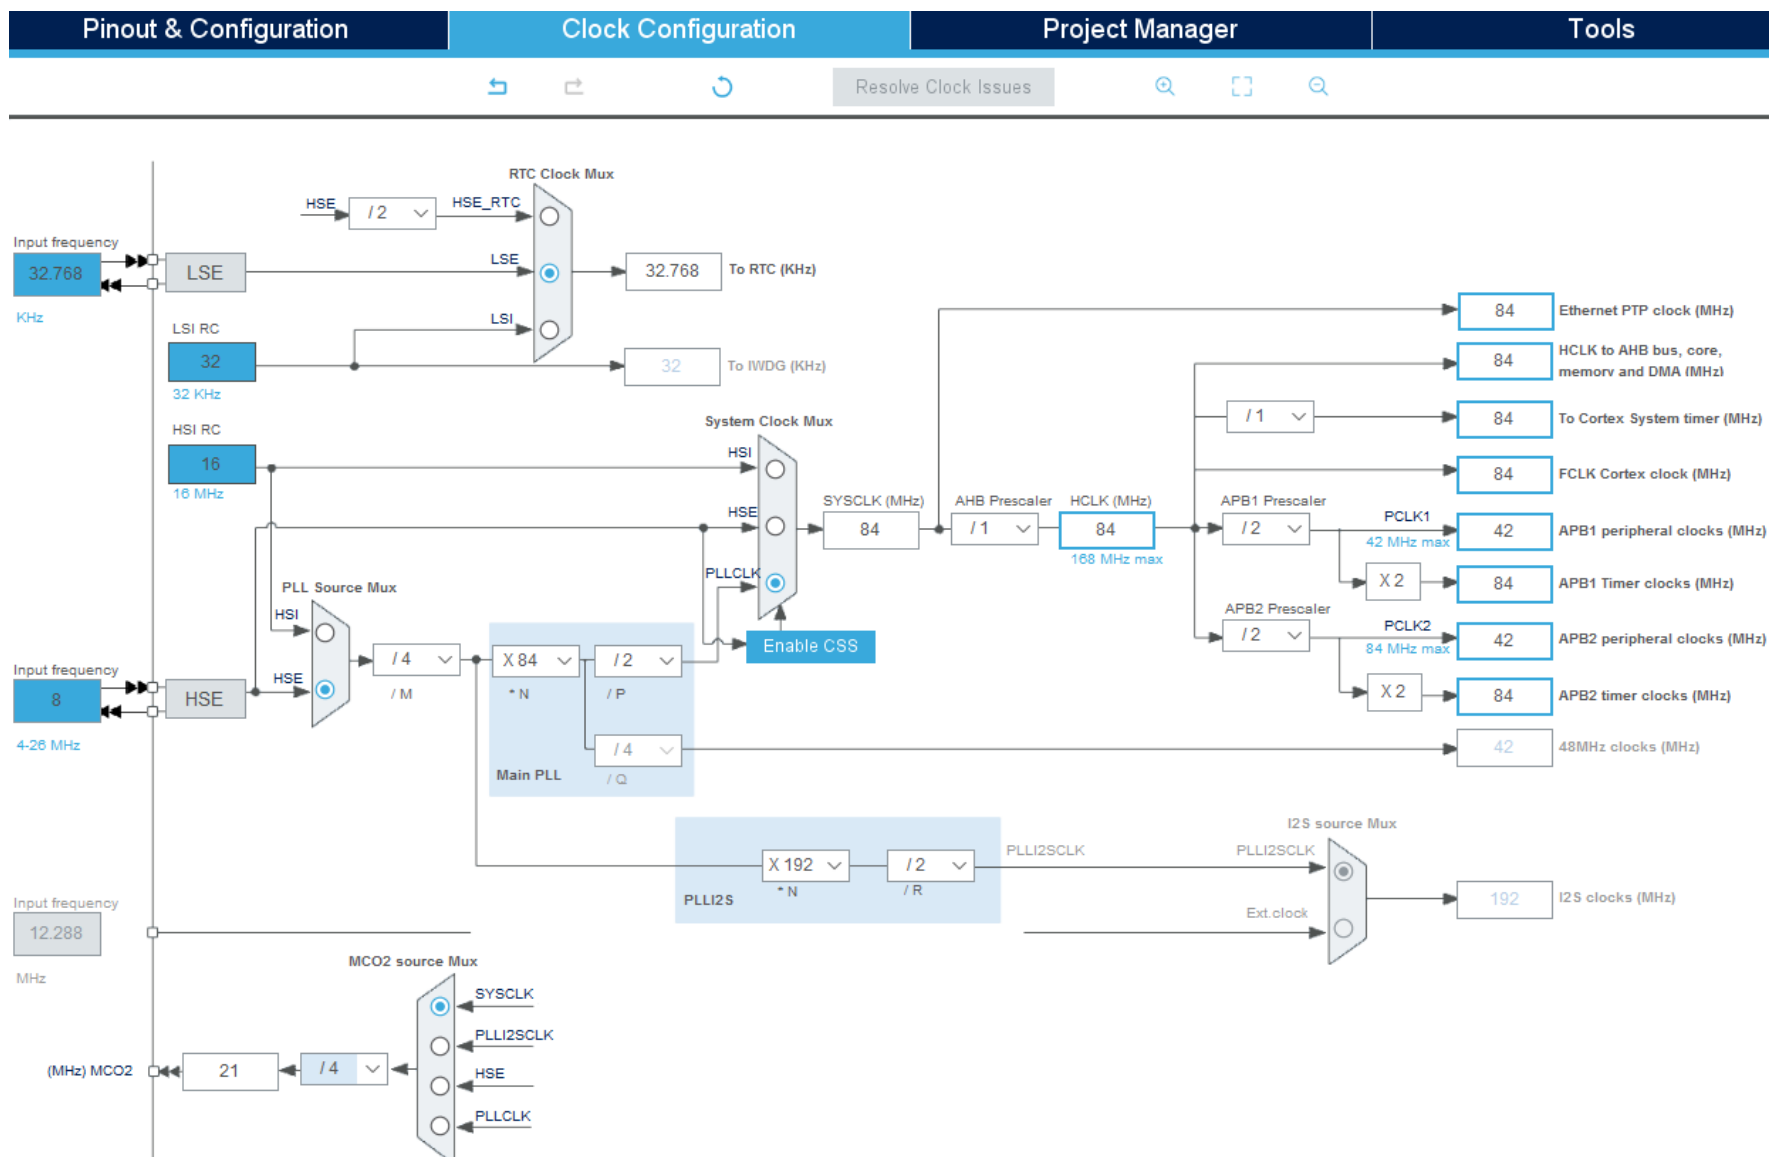 Pinout & Configuration
Clock Configuration
Project Manager
Tools
Resolve Clock Issues
RTC Clock Mux
HSE
/ 2
HSE_RTC
Input frequency
32.768
LSE
LSE
32.768
To RTC (KHz)
KHz
LSI RC
LSI
32
32
To IWDG (KHz)
32 KHz
84
Ethernet PTP clock (MHz)
84
HCLK to AHB bus, core,
memory and DMA (MHz)
HSI RC
System Clock Mux
/ 1
84
To Cortex System timer (MHz)
16
HSI
16 MHz
84
FCLK Cortex clock (MHz)
SYSCLK (MHz)
AHB Prescaler
HCLK (MHz)
APB1 Prescaler
HSE
84
/ 1
84
/ 2
PCLK1
42
APB1 peripheral clocks (MHz)
168 MHz max
42 MHz max
PLL Source Mux
PLLCLK
X 2
84
APB1 Timer clocks (MHz)
HSI
APB2 Prescaler
Enable CSS
/ 2
PCLK2
42
APB2 peripheral clocks (MHz)
84 MHz max
Input frequency
/ 4
X 84
/ 2
8
HSE
HSE
/ M
* N
/ P
X 2
84
APB2 timer clocks (MHz)
4-26 MHz
/ 4
42
48MHz clocks (MHz)
Main PLL
/ Q
I2S source Mux
PLLI2SCLK
PLLI2SCLK
X 192
/ 2
PLLI2S
* N
/ R
192
I2S clocks (MHz)
Input frequency
Ext.clock
12.288
MHz
MCO2 source Mux
SYSCLK
PLLI2SCLK
(MHz) MCO2
21
/ 4
HSE
PLLCLK